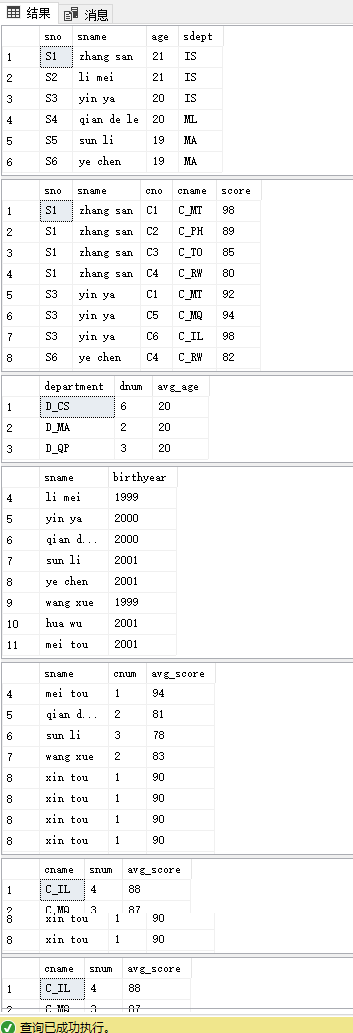 结果 消息
sno sname age sdept
1 S1 zhang san 21 IS
2 S2 li mei 21 IS
3 S3 yin ya 20 IS
4 S4 qian de le 20 ML
5 S5 sun li 19 MA
6 S6 ye chen 19 MA
sno sname cno cname score
1 S1 zhang san C1 C_MT 98
2 S1 zhang san C2 C_PH 89
3 S1 zhang san C3 C_TO 85
4 S1 zhang san C4 C_RW 80
5 S3 yin ya C1 C_MT 92
6 S3 yin ya C5 C_MQ 94
7 S3 yin ya C6 C_IL 98
8 S6 ye chen C4 C_RW 82
department dnum avg_age
1 D_CS 6 20
2 D_MA 2 20
3 D_QP 3 20
sname birthyear
4 li mei 1999
5 yin ya 2000
6 qian d... 2000
7 sun li 2001
8 ye chen 2001
9 wang xue 1999
10 hua wu 2001
11 mei tou 2001
sname cnum avg_score
4 mei tou 1 94
5 qian d... 2 81
6 sun li 3 78
7 wang xue 2 83
8 xin tou 1 90
8 xin tou 1 90
8 xin tou 1 90
8 xin tou 1 90
cname snum avg_score
1 C_IL 4 88
2 C_MQ 3 87
8 xin tou 1 90
8 xin tou 1 90
cname snum avg_score
1 C_IL 4 88
2 C_MQ 3 87
查询已成功执行。